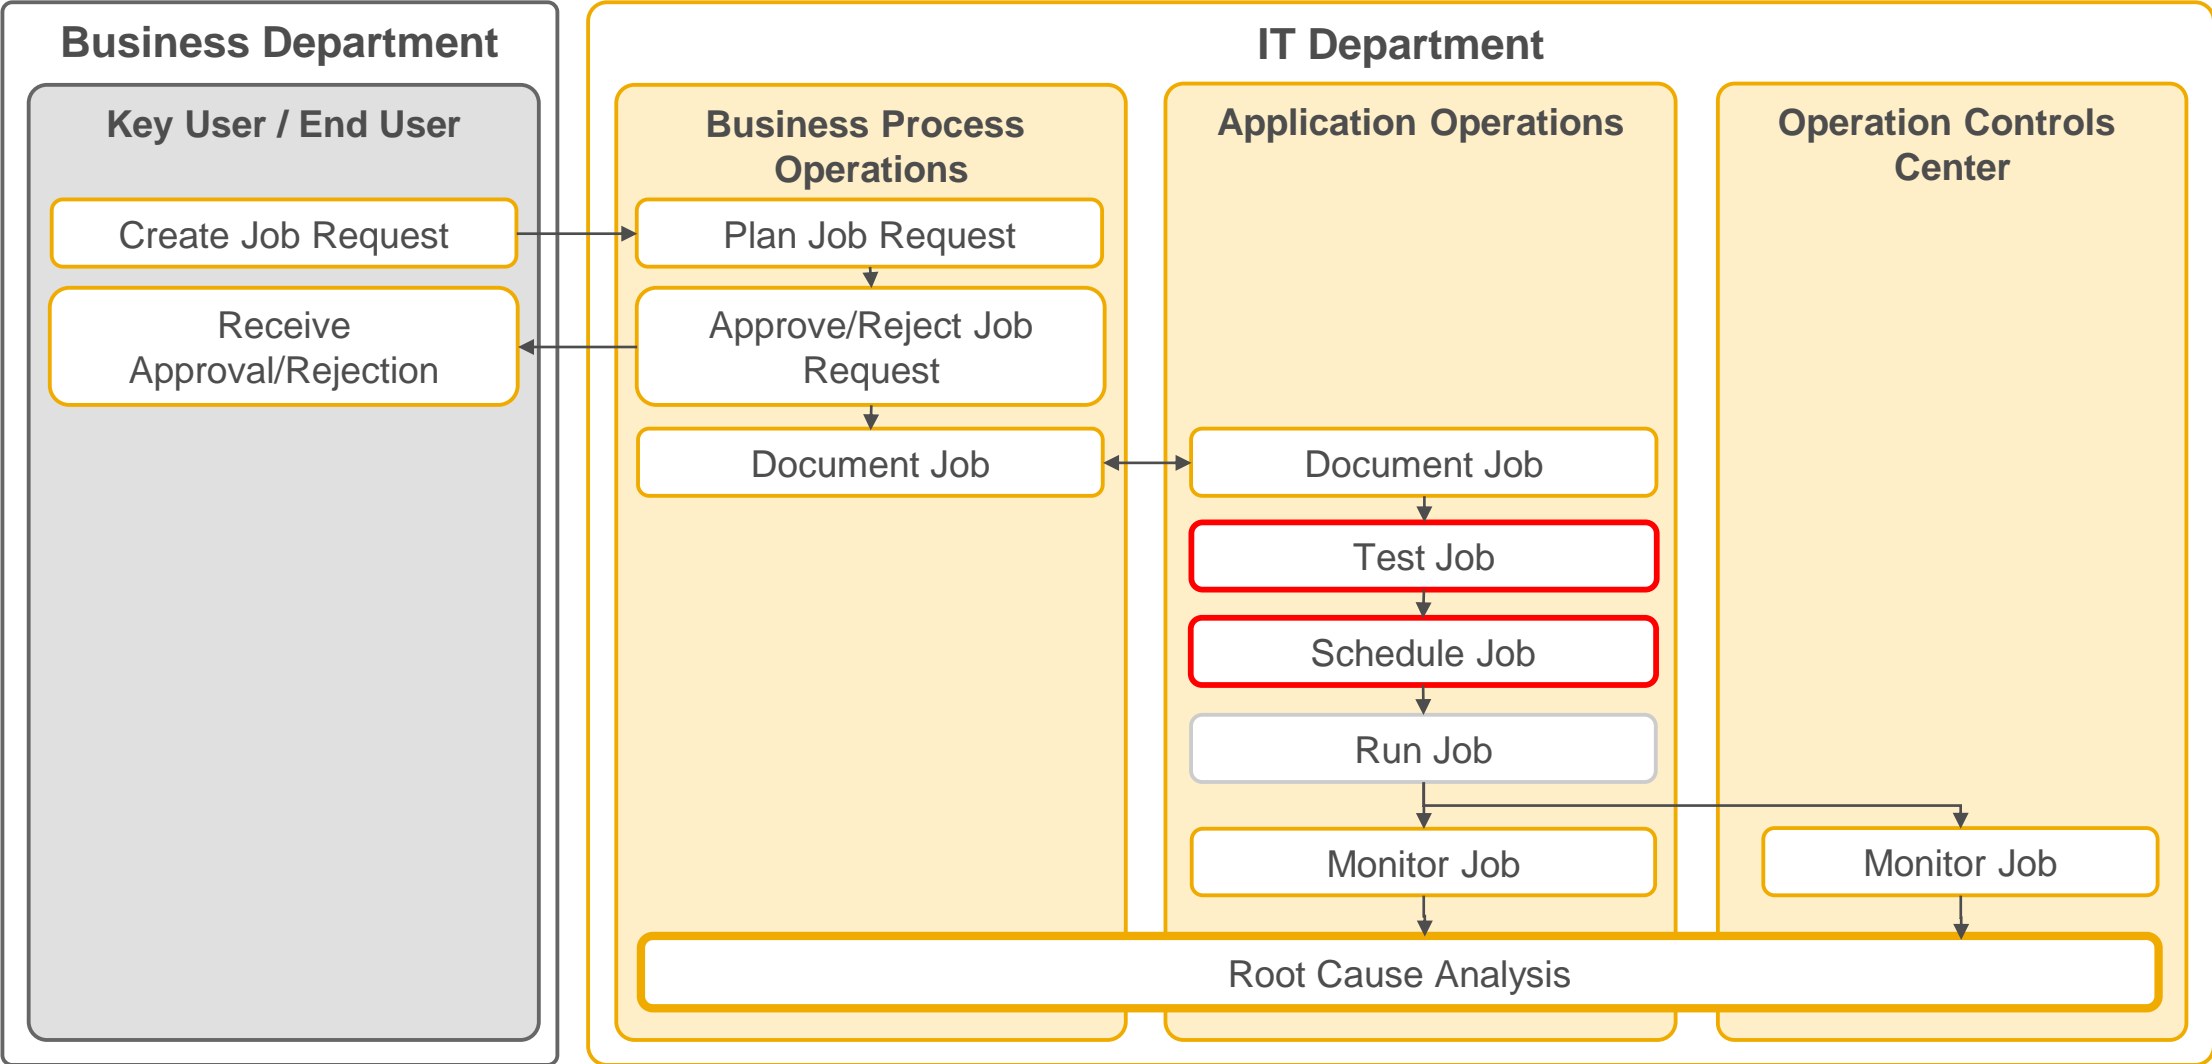 Business Department
IT Department
Key User / End User
Business Process
Operations
Application Operations
Operation Controls
Center
Create Job Request
Plan Job Request
Receive
Approval/Rejection
Approve/Reject Job
Request
Document Job
Document Job
Test Job
Schedule Job
Run Job
Monitor Job
Monitor Job
Root Cause Analysis